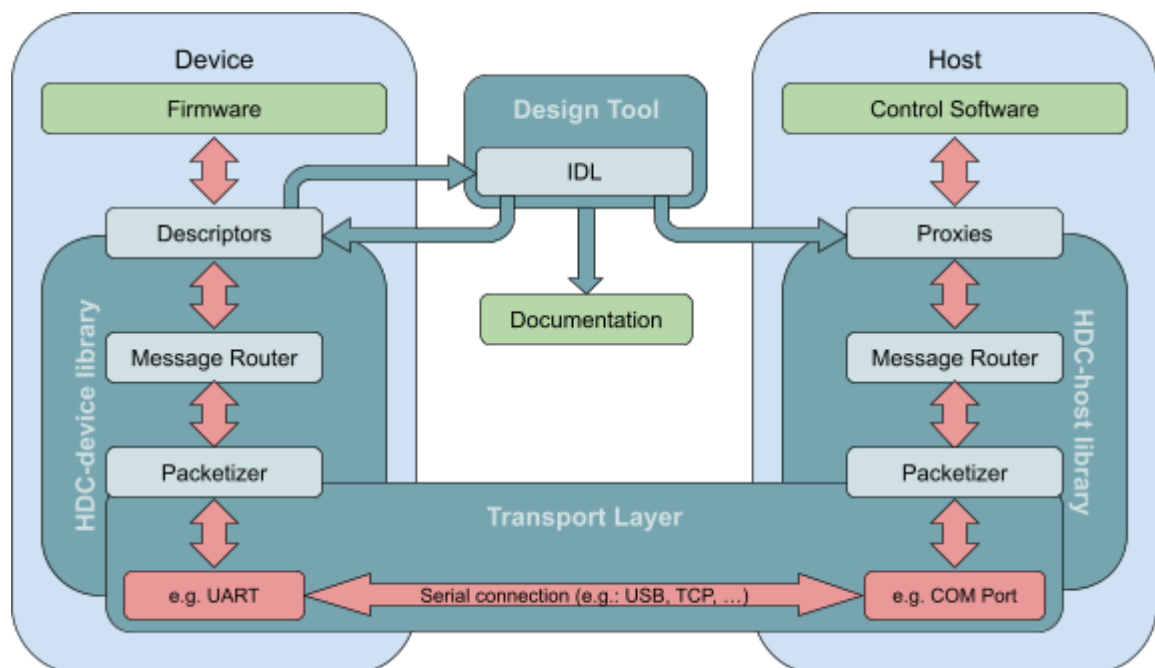 Device
Host
Firmware
Design Tool
Control Software
IDL
Descriptors
Proxies
Documentation
HDC-device library
Message Router
Message Router
HDC-host library
Packetizer
Packetizer
Transport Layer
e.g. UART
Serial connection (e.g.: USB, TCP, …)
e.g. COM Port